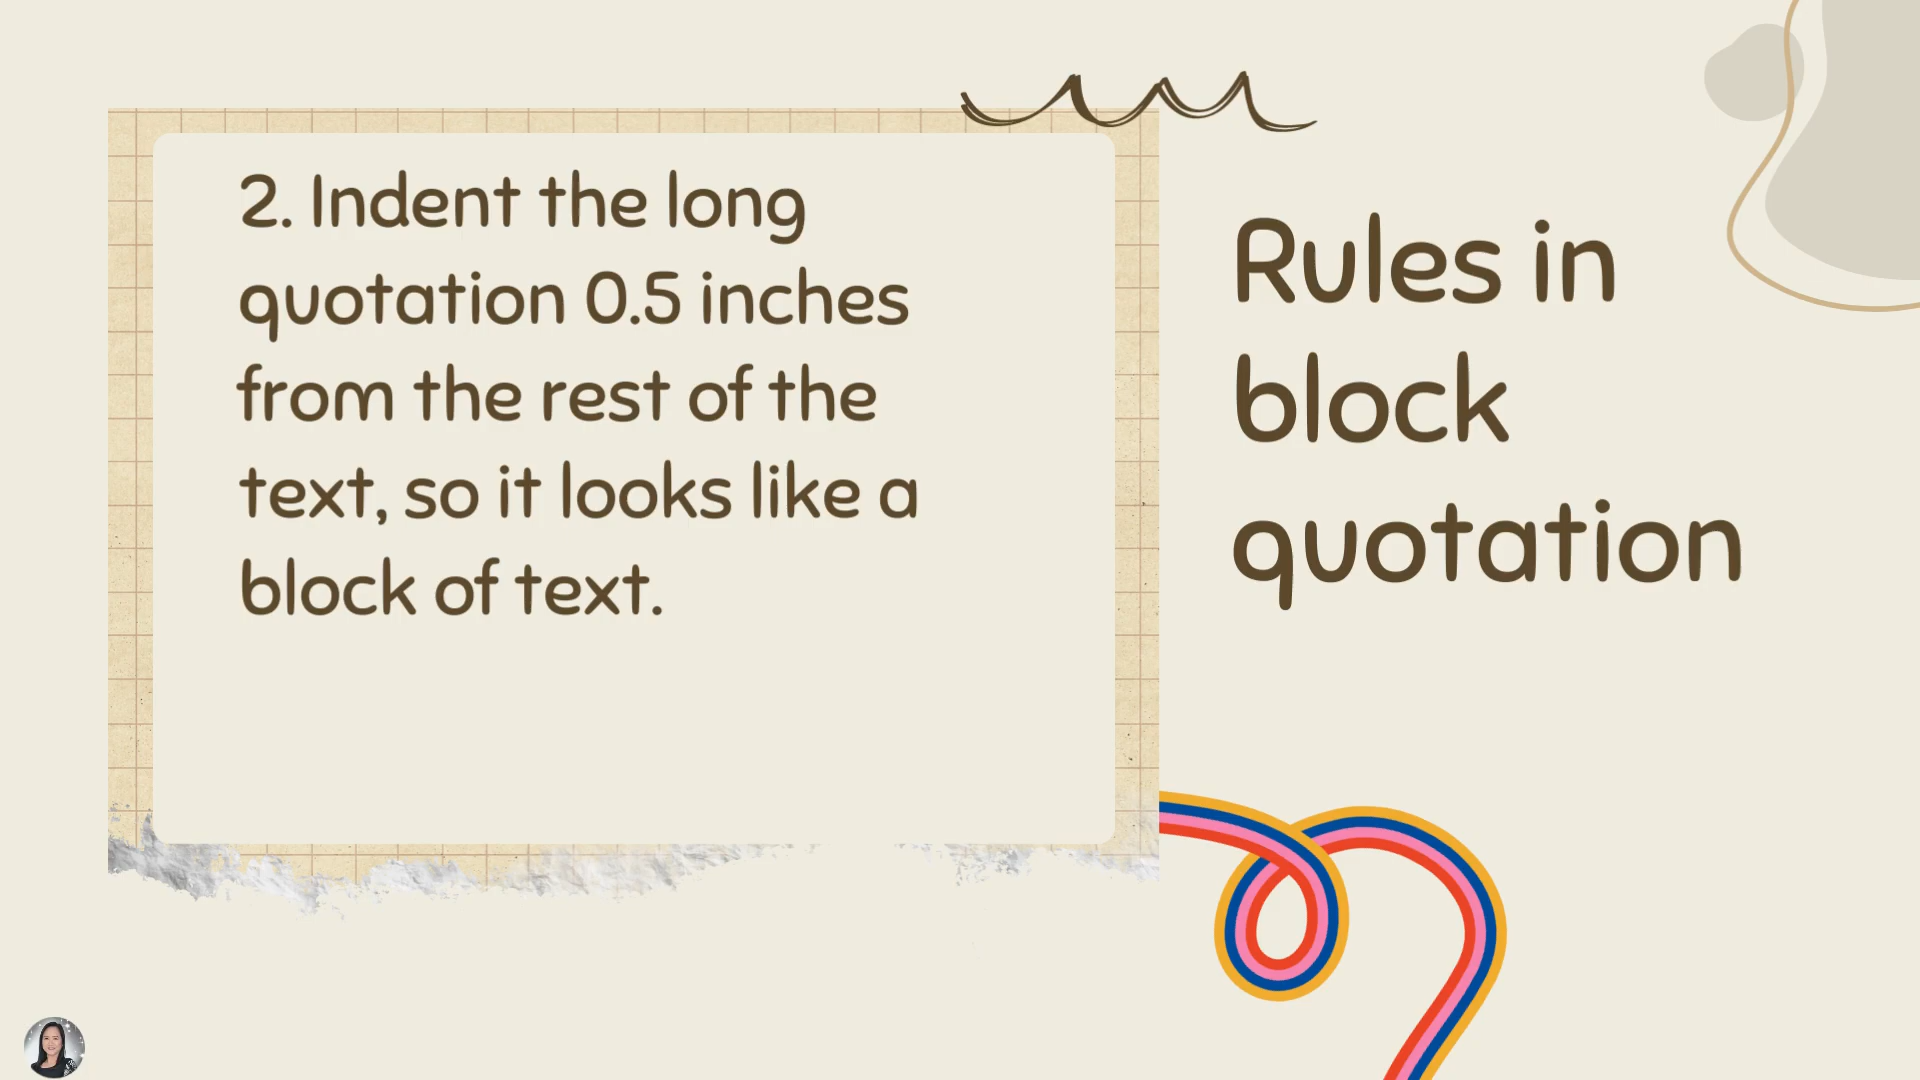 2. Indent the long
quotation 0.5 inches
from the rest of the
text, so it looks like a
block of text.
Rules in
block
quotation